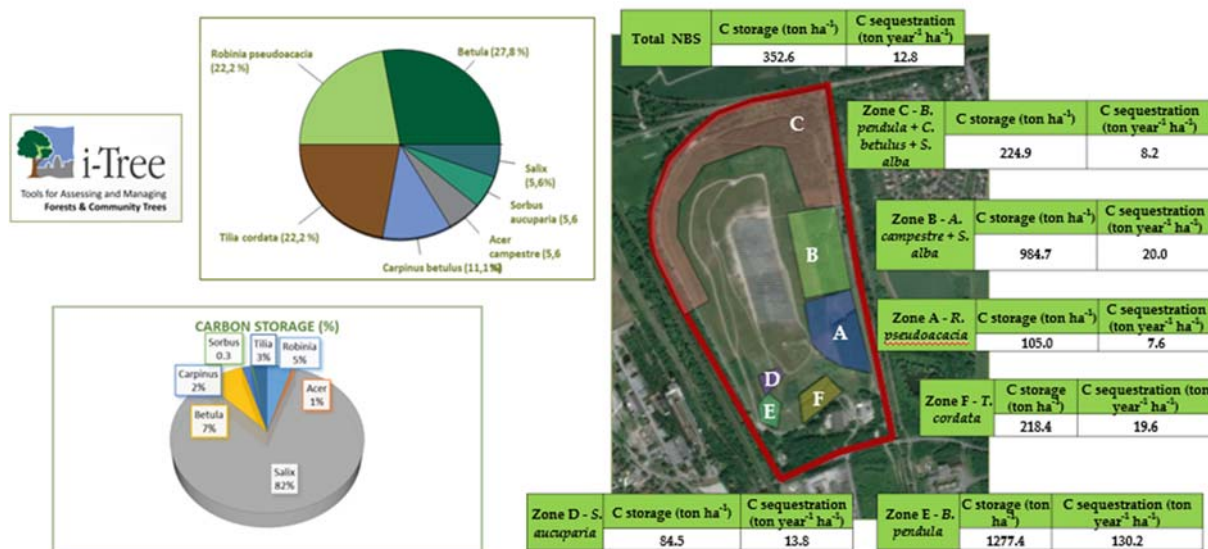 Robinia pseudoacacia
(22,2 %)
Betula (27,8 %)
Salix
(5,6%)
Sorbus
aucuparia (5,6
Acer
campestre (5,6
Carpinus betulus (11,1%)
Tilia cordata (22,2 %)
i-Tree
Tools for Assessing and Managing
Forests & Community Trees
CARBON STORAGE (%)
Sorbus
0.3
Tilia
3%
Robinia
5%
Carpinus
2%
Acer
1%
Betula
7%
Salix
82%
Total NBS
C storage (ton ha-1)
C sequestration
(ton year-1 ha-1)
352.6
12.8
C
B
A
D
E
F
Zone C - B.
pendula + C.
betulus + S.
alba
C storage (ton ha-1)
C sequestration
(ton year-1 ha-1)
224.9
8.2
Zone B - A.
campestre + S.
alba
C storage (ton ha-1)
C sequestration
(ton year-1 ha-1)
984.7
20.0
Zone A - R.
pseudoacacia
C storage (ton ha-1)
C sequestration
(ton year-1 ha-1)
105.0
7.6
Zone F - T.
cordata
C storage
(ton ha-1)
C sequestration (ton
year-1 ha-1)
218.4
19.6
Zone D - S.
aucuparia
C storage (ton ha-1)
C sequestration
(ton year-1 ha-1)
84.5
13.8
Zone E - B.
pendula
C storage (ton
ha-1)
C sequestration (ton
year-1 ha-1)
1277.4
130.2